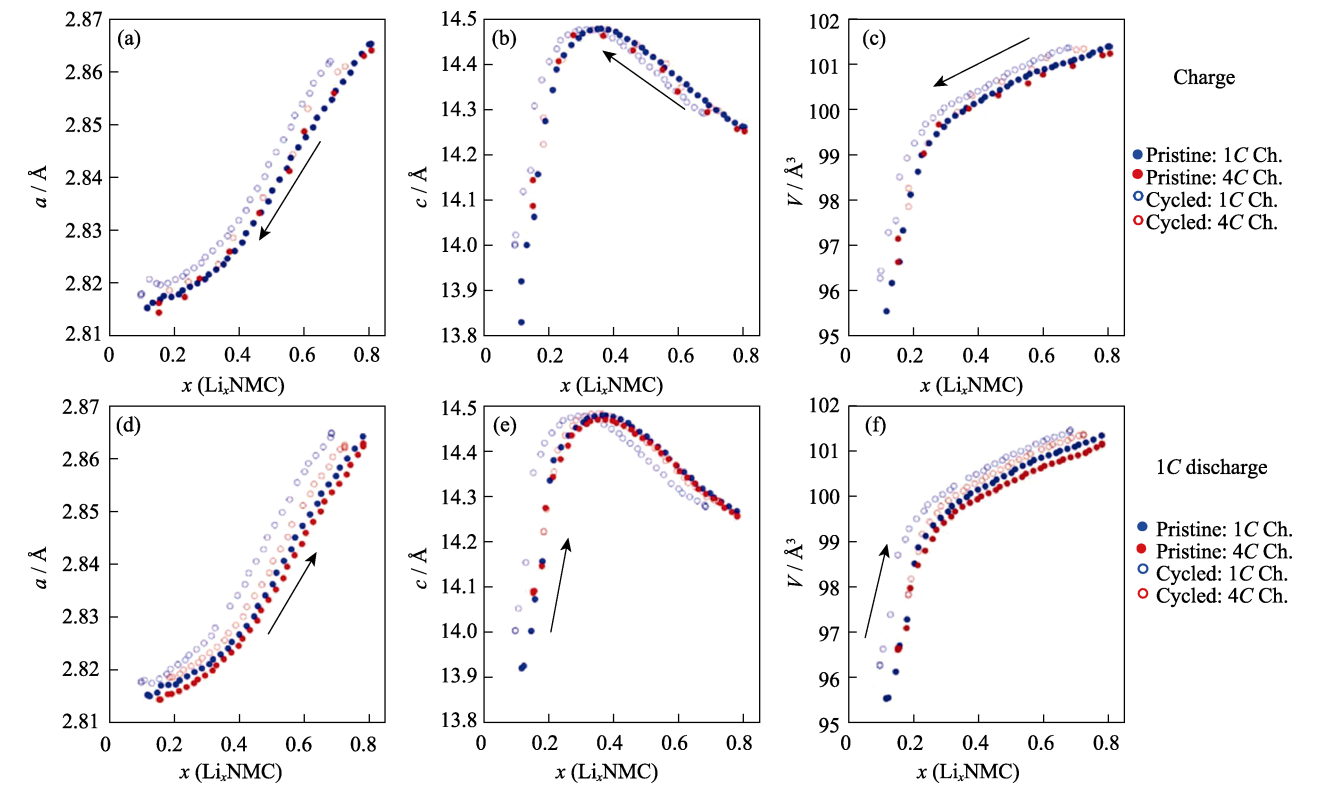 (a)
2.87
2.86
2.85
2.84
2.83
2.82
2.81
a / Å
0 0.2 0.4 0.6 0.8
x (LiₓNMC)
(b)
14.5
14.4
14.3
14.2
14.1
14.0
13.9
13.8
c / Å
0 0.2 0.4 0.6 0.8
x (LiₓNMC)
(c)
102
101
100
99
98
97
96
95
V / Å³
0 0.2 0.4 0.6 0.8
x (LiₓNMC)
Charge
Pristine: 1C Ch.
Pristine: 4C Ch.
Cycled: 1C Ch.
Cycled: 4C Ch.
(d)
2.87
2.86
2.85
2.84
2.83
2.82
2.81
a / Å
0 0.2 0.4 0.6 0.8
x (LiₓNMC)
(e)
14.5
14.4
14.3
14.2
14.1
14.0
13.9
13.8
c / Å
0 0.2 0.4 0.6 0.8
x (LiₓNMC)
(f)
102
101
100
99
98
97
96
95
V / Å³
0 0.2 0.4 0.6 0.8
x (LiₓNMC)
1C discharge
Pristine: 1C Ch.
Pristine: 4C Ch.
Cycled: 1C Ch.
Cycled: 4C Ch.